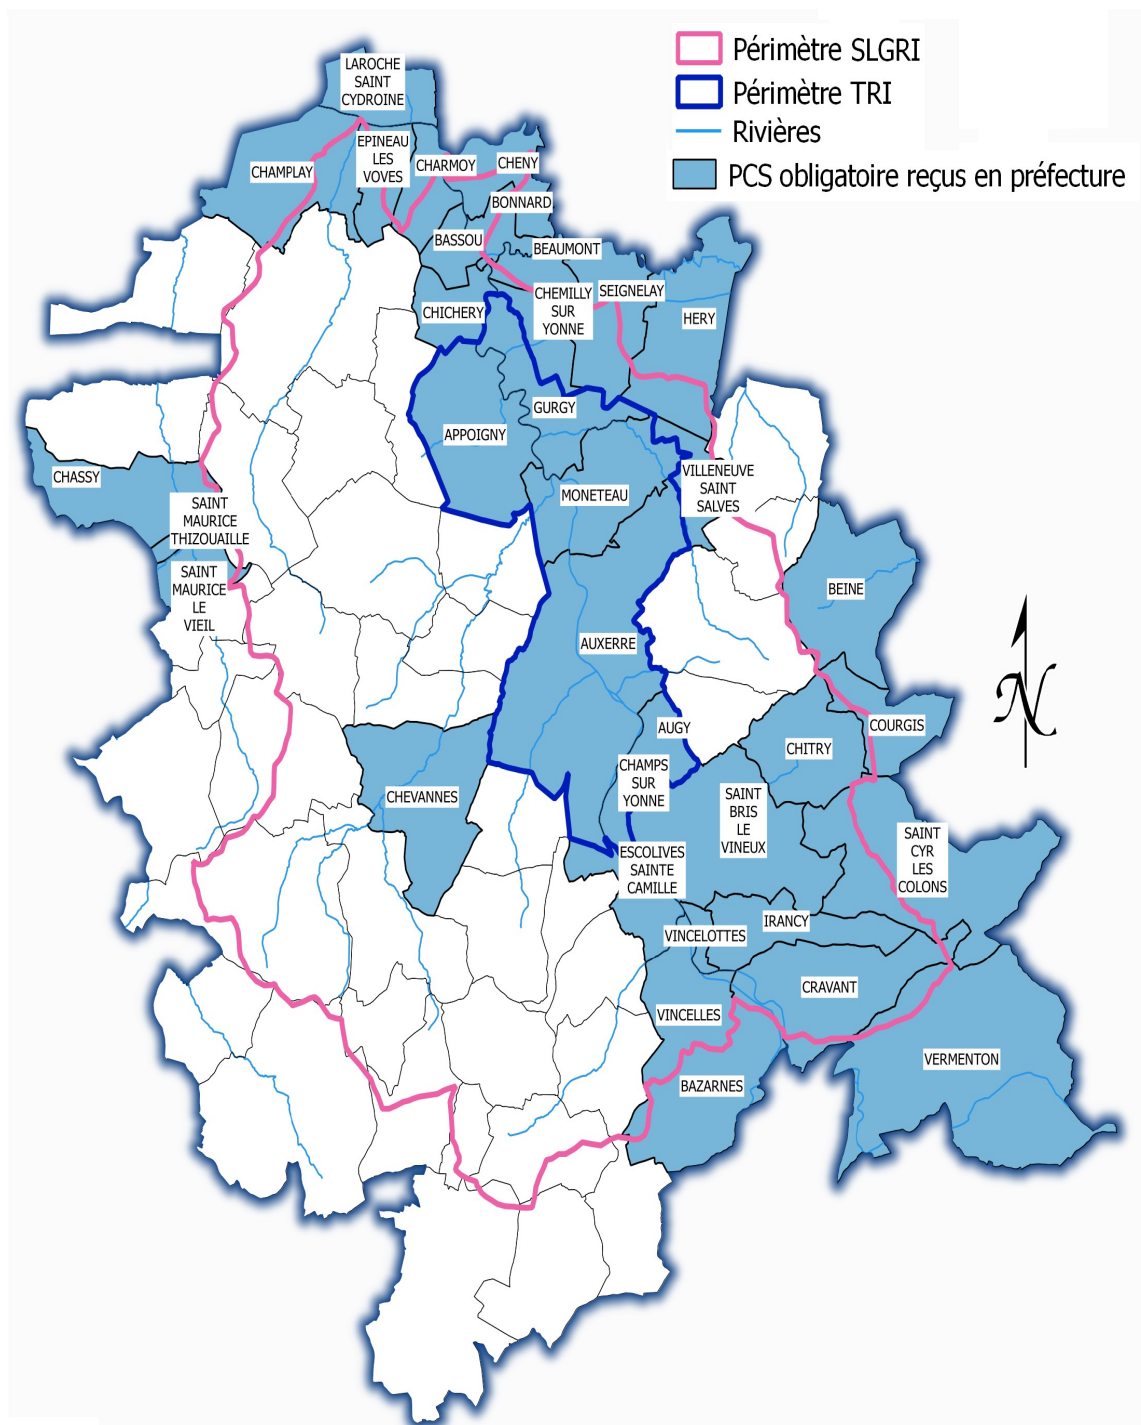 Périmètre SLGRI
Périmètre TRI
Rivières
PCS obligatoire reçus en préfecture
LAROCHE
SAINT
CYDROINE
EPINEAU
LES
VOVES
CHAMPLAY
CHARMOY
CHENY
BONNARD
BASSOU
BEAUMONT
CHICHERY
CHEMILLY
SUR
YONNE
SEIGNELAY
HERY
GURGY
APPOIGNY
CHASSY
MONETEAU
VILLENEUVE
SAINT
SALVES
SAINT
MAURICE
THIZOUAILLE
SAINT
MAURICE
LE
VIEIL
BEINE
AUXERRE
AUGY
COURGIS
CHITRY
CHAMPS
SUR
YONNE
CHEVANNES
SAINT
BRIS
LE
VINEUX
SAINT
CYR
LES
COLONS
ESCOLIVES
SAINTE
CAMILLE
IRANCY
VINCELOTTES
CRAVANT
VINCELLES
VERMENTON
BAZARNES
N